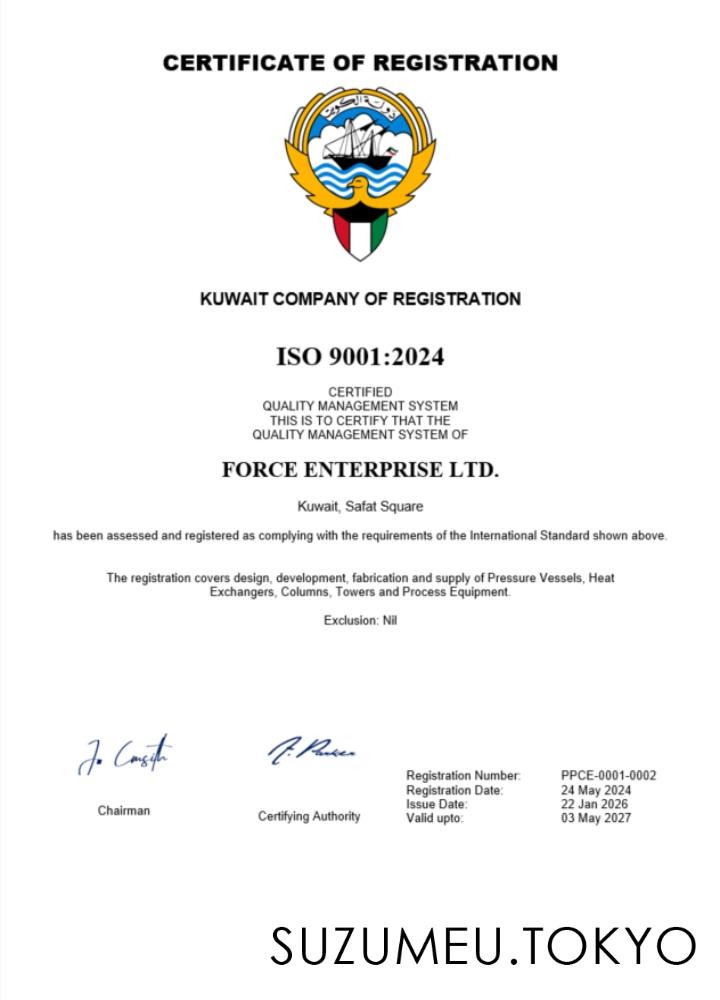 CERTIFICATE OF REGISTRATION
دولة الكويت
KUWAIT COMPANY OF REGISTRATION
ISO 9001:2024
CERTIFIED
QUALITY MANAGEMENT SYSTEM
THIS IS TO CERTIFY THAT THE
QUALITY MANAGEMENT SYSTEM OF
FORCE ENTERPRISE LTD.
Kuwait, Safat Square
has been assessed and registered as complying with the requirements of the International Standard shown above.
The registration covers design, development, fabrication and supply of Pressure Vessels, Heat
Exchangers, Columns, Towers and Process Equipment.
Exclusion: Nil
Chairman
Certifying Authority
Registration Number: PPCE-0001-0002
Registration Date: 24 May 2024
Issue Date: 22 Jan 2026
Valid upto: 03 May 2027
SUZUMEU.TOKYO